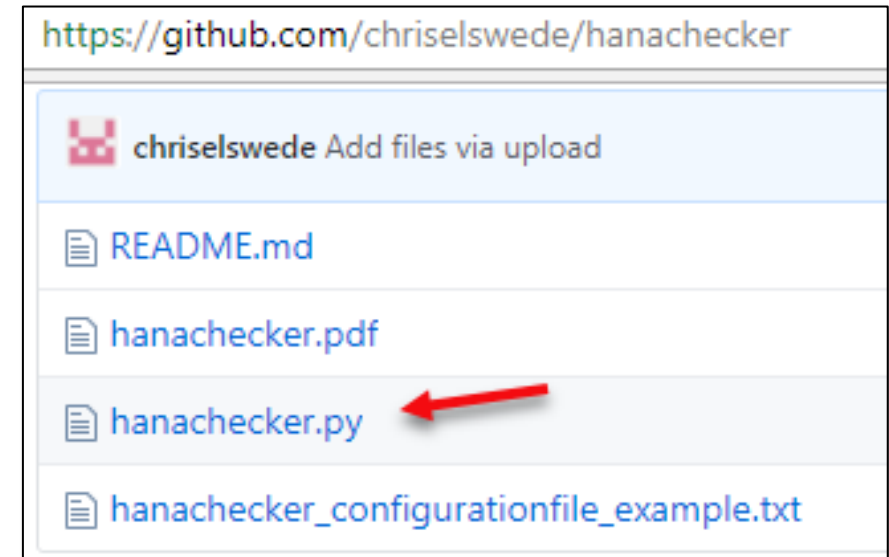 https://github.com/chriselswede/hanachecker
chriselswede Add files via upload
README.md
hanachecker.pdf
hanachecker.py
hanachecker_configurationfile_example.txt